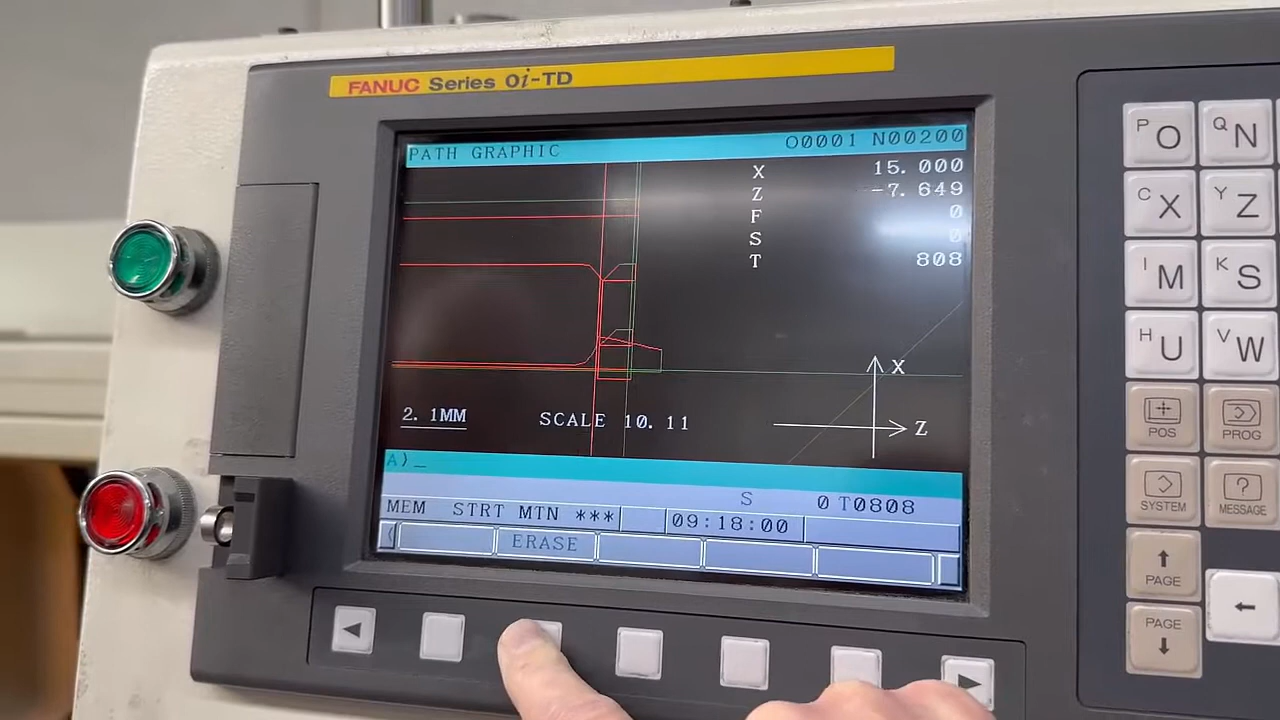 FANUC Series 0i-TD
PATH GRAPHIC
O0001 N00200
X 15.000
Z -7.649
F 0
S 0
T 808
X
Z
2.1MM
SCALE 10.11
A)_
S 0 T0808
MEM STRT MTN ***
09:18:00
ERASE
P O
Q N
C X
Y Z
I M
K S
H U
V W
POS
PROG
SYSTEM
? MESSAGE
PAGE
PAGE